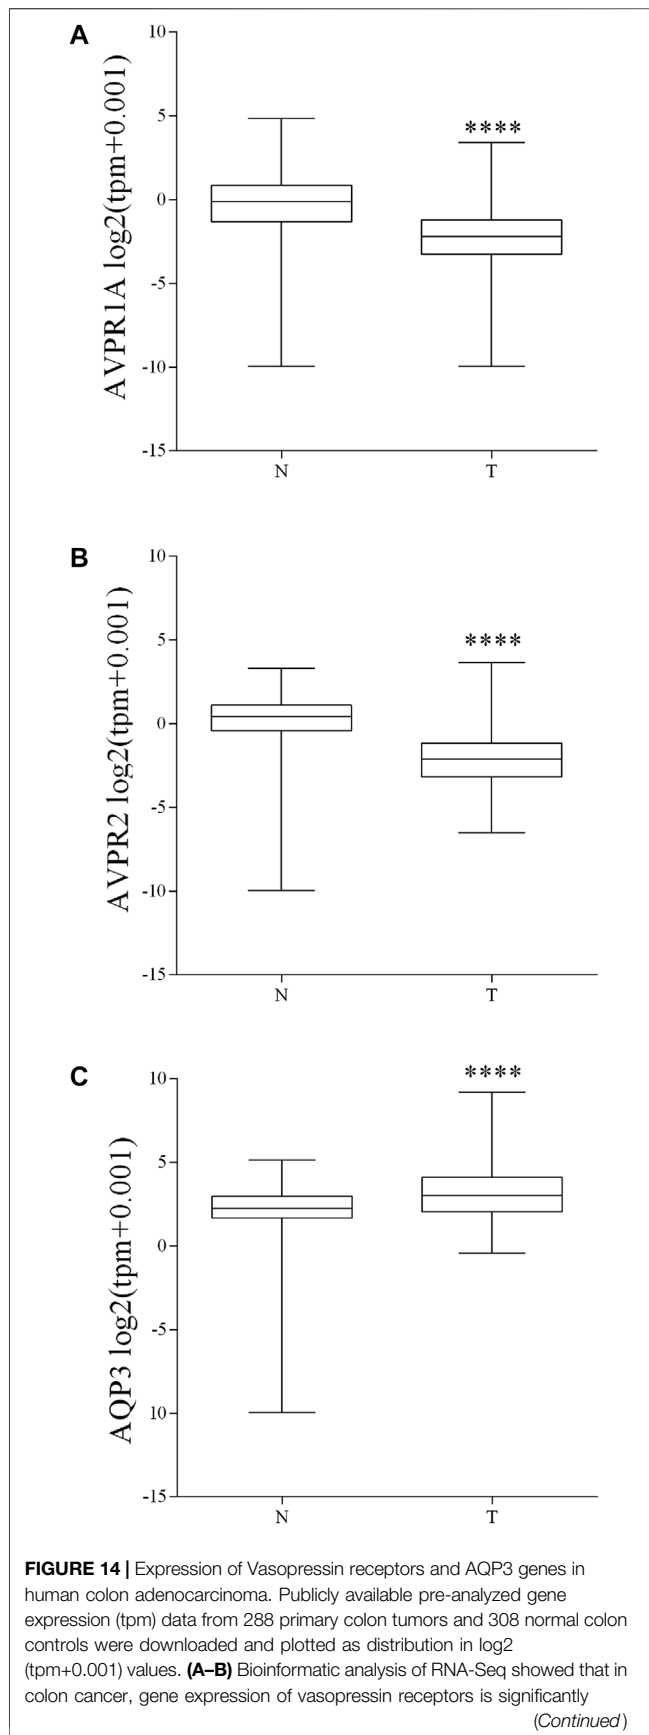 A
AVPR1A log2(tpm+0.001)
10
5
0
-5
-10
-15
****
N T
B
AVPR2 log2(tpm+0.001)
10
5
0
-5
-10
-15
****
N T
C
AQP3 log2(tpm+0.001)
10
5
0
-5
10
-15
****
N T
FIGURE 14 | Expression of Vasopressin receptors and AQP3 genes in
human colon adenocarcinoma. Publicly available pre-analyzed gene
expression (tpm) data from 288 primary colon tumors and 308 normal colon
controls were downloaded and plotted as distribution in log2
(tpm+0.001) values. (A–B) Bioinformatic analysis of RNA-Seq showed that in
colon cancer, gene expression of vasopressin receptors is significantly
(Continued)